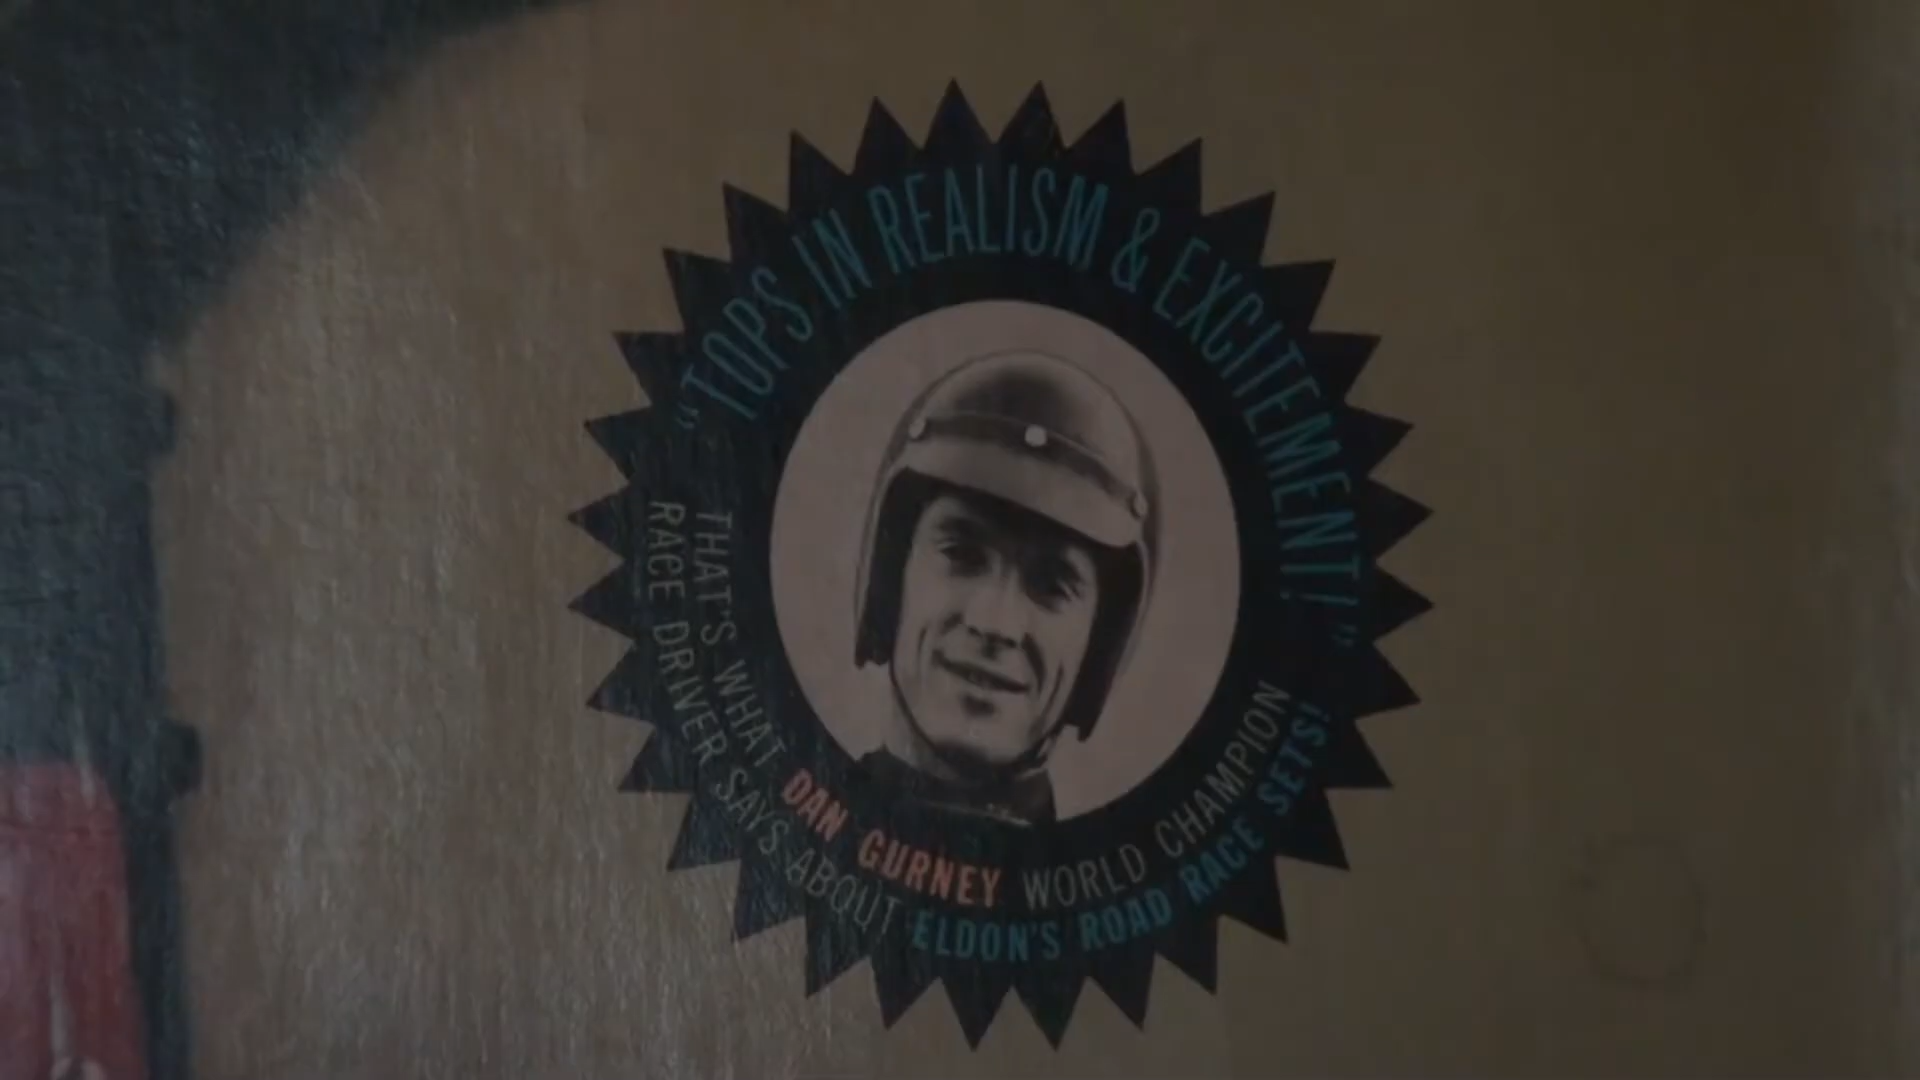 "TOPS IN REALISM & EXCITEMENT!"
THAT'S WHAT DAN GURNEY WORLD CHAMPION
RACE DRIVER SAYS ABOUT ELDON'S ROAD RACE SETS!